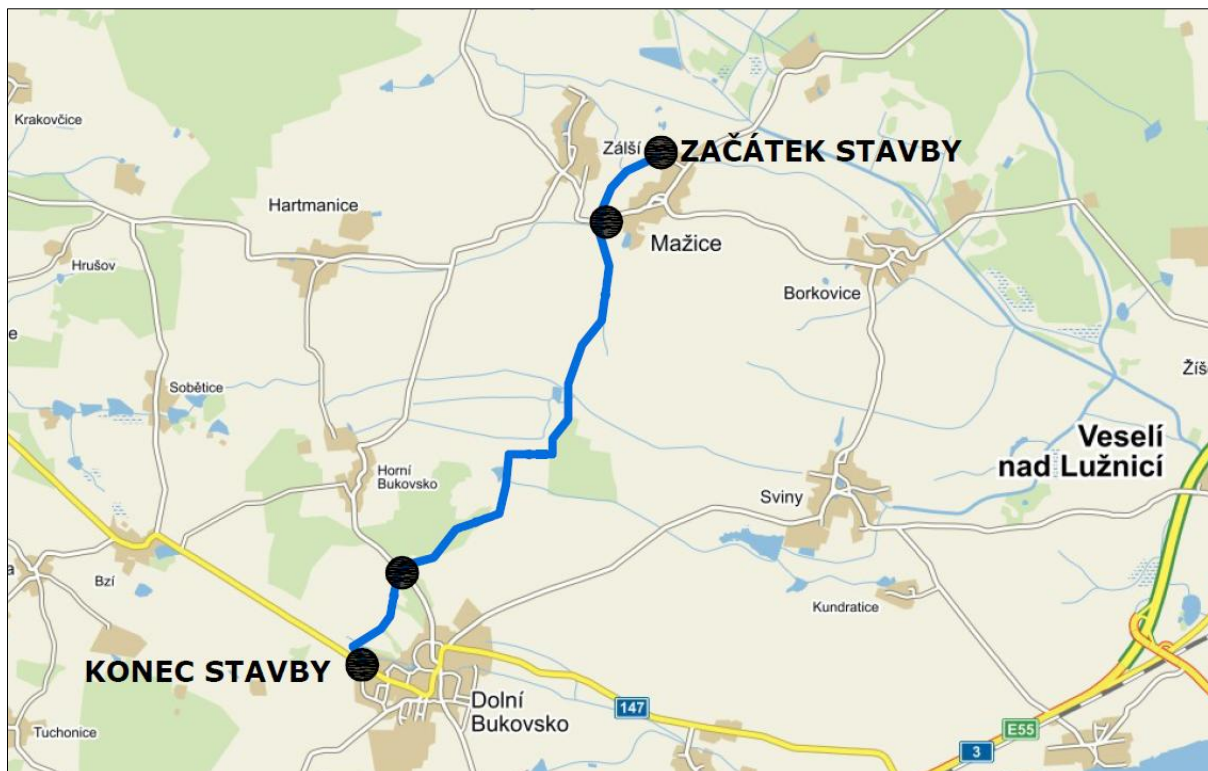 Krakovčice
Zálší
ZAČÁTEK STAVBY
Hartmanice
Mažice
Hrušov
Borkovice
e
Sobětice
Žíš
Veselí
nad Lužnicí
Horní
Bukovsko
Sviny
a
Bzí
Kundratice
KONEC STAVBY
Dolní
Bukovsko
147
Tuchonice
E55
3